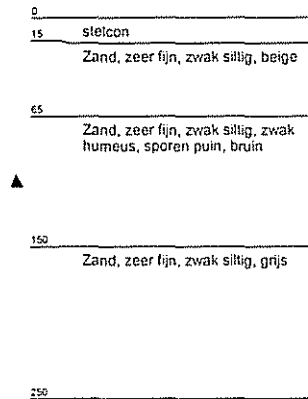 0
stelcon
15
Zand, zeer fijn, zwak siltig, beige
65
Zand, zeer fijn, zwak siltig, zwak
humeus, sporen puin, bruin
150
Zand, zeer fijn, zwak siltig, grijs
250